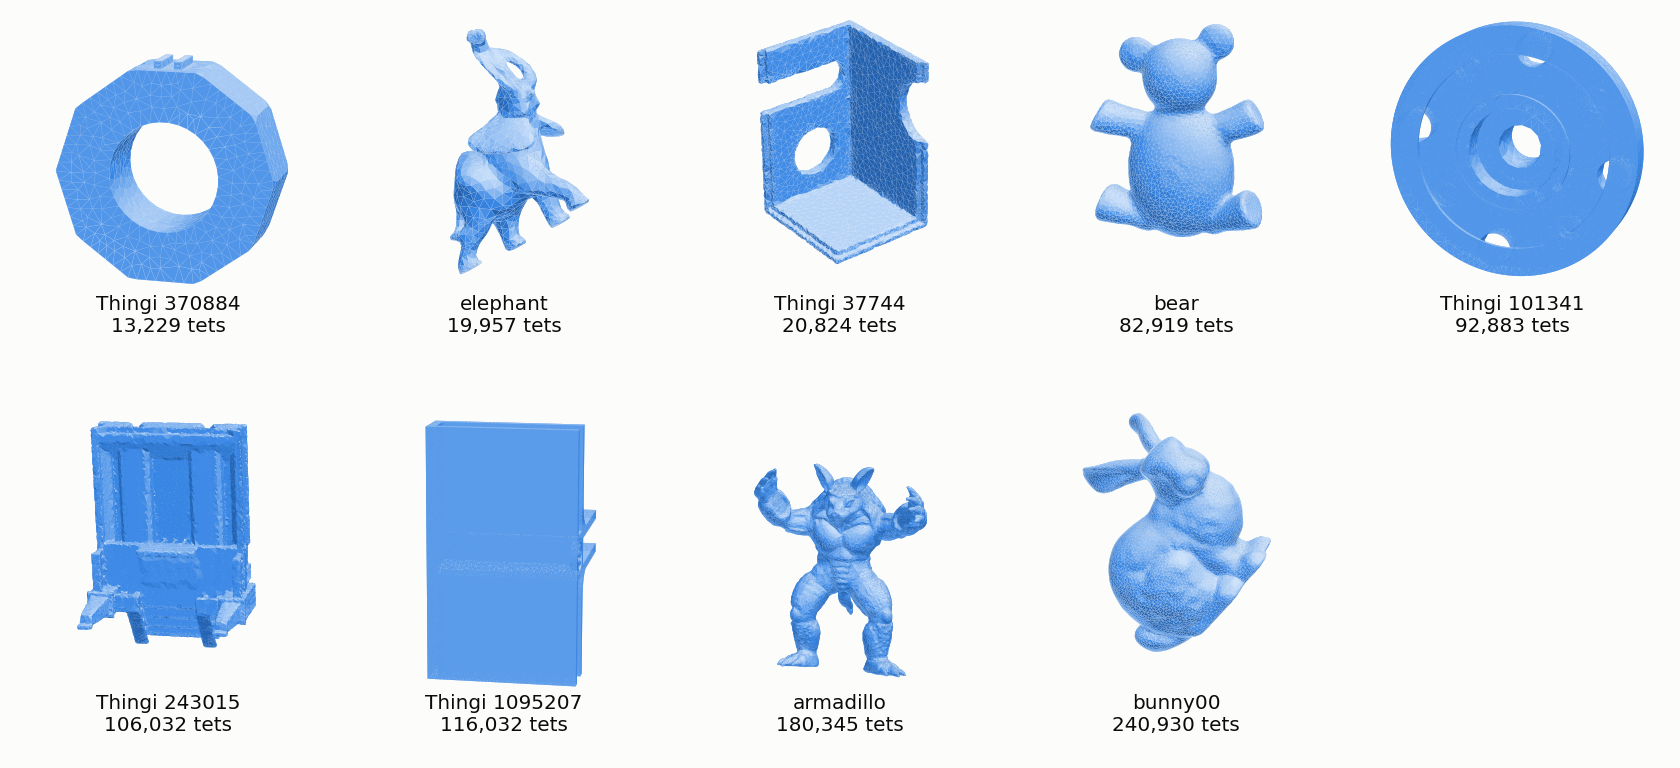 Thingi 370884
13,229 tets
elephant
19,957 tets
Thingi 37744
20,824 tets
bear
82,919 tets
Thingi 101341
92,883 tets
Thingi 243015
106,032 tets
Thingi 1095207
116,032 tets
armadillo
180,345 tets
bunny00
240,930 tets